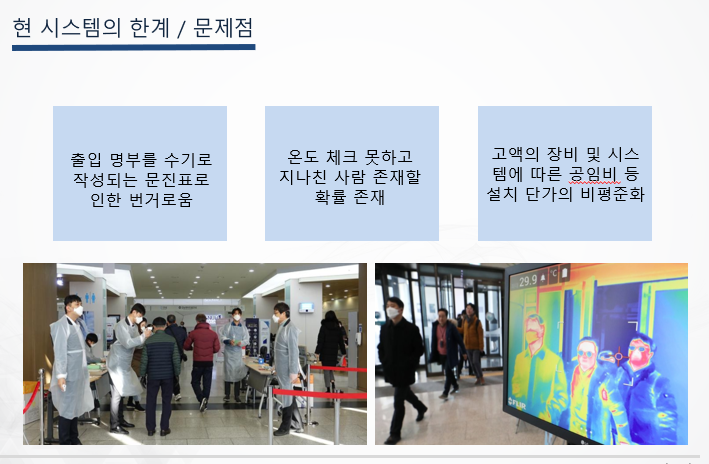 현 시스템의 한계 / 문제점
출입 명부를 수기로
작성되는 문진표로
인한 번거로움
온도 체크 못하고
지나친 사람 존재할
확률 존재
고액의 장비 및 시스
템에 따른 공임비 등
설치 단가의 비평준화
29.9 °C
FLIR